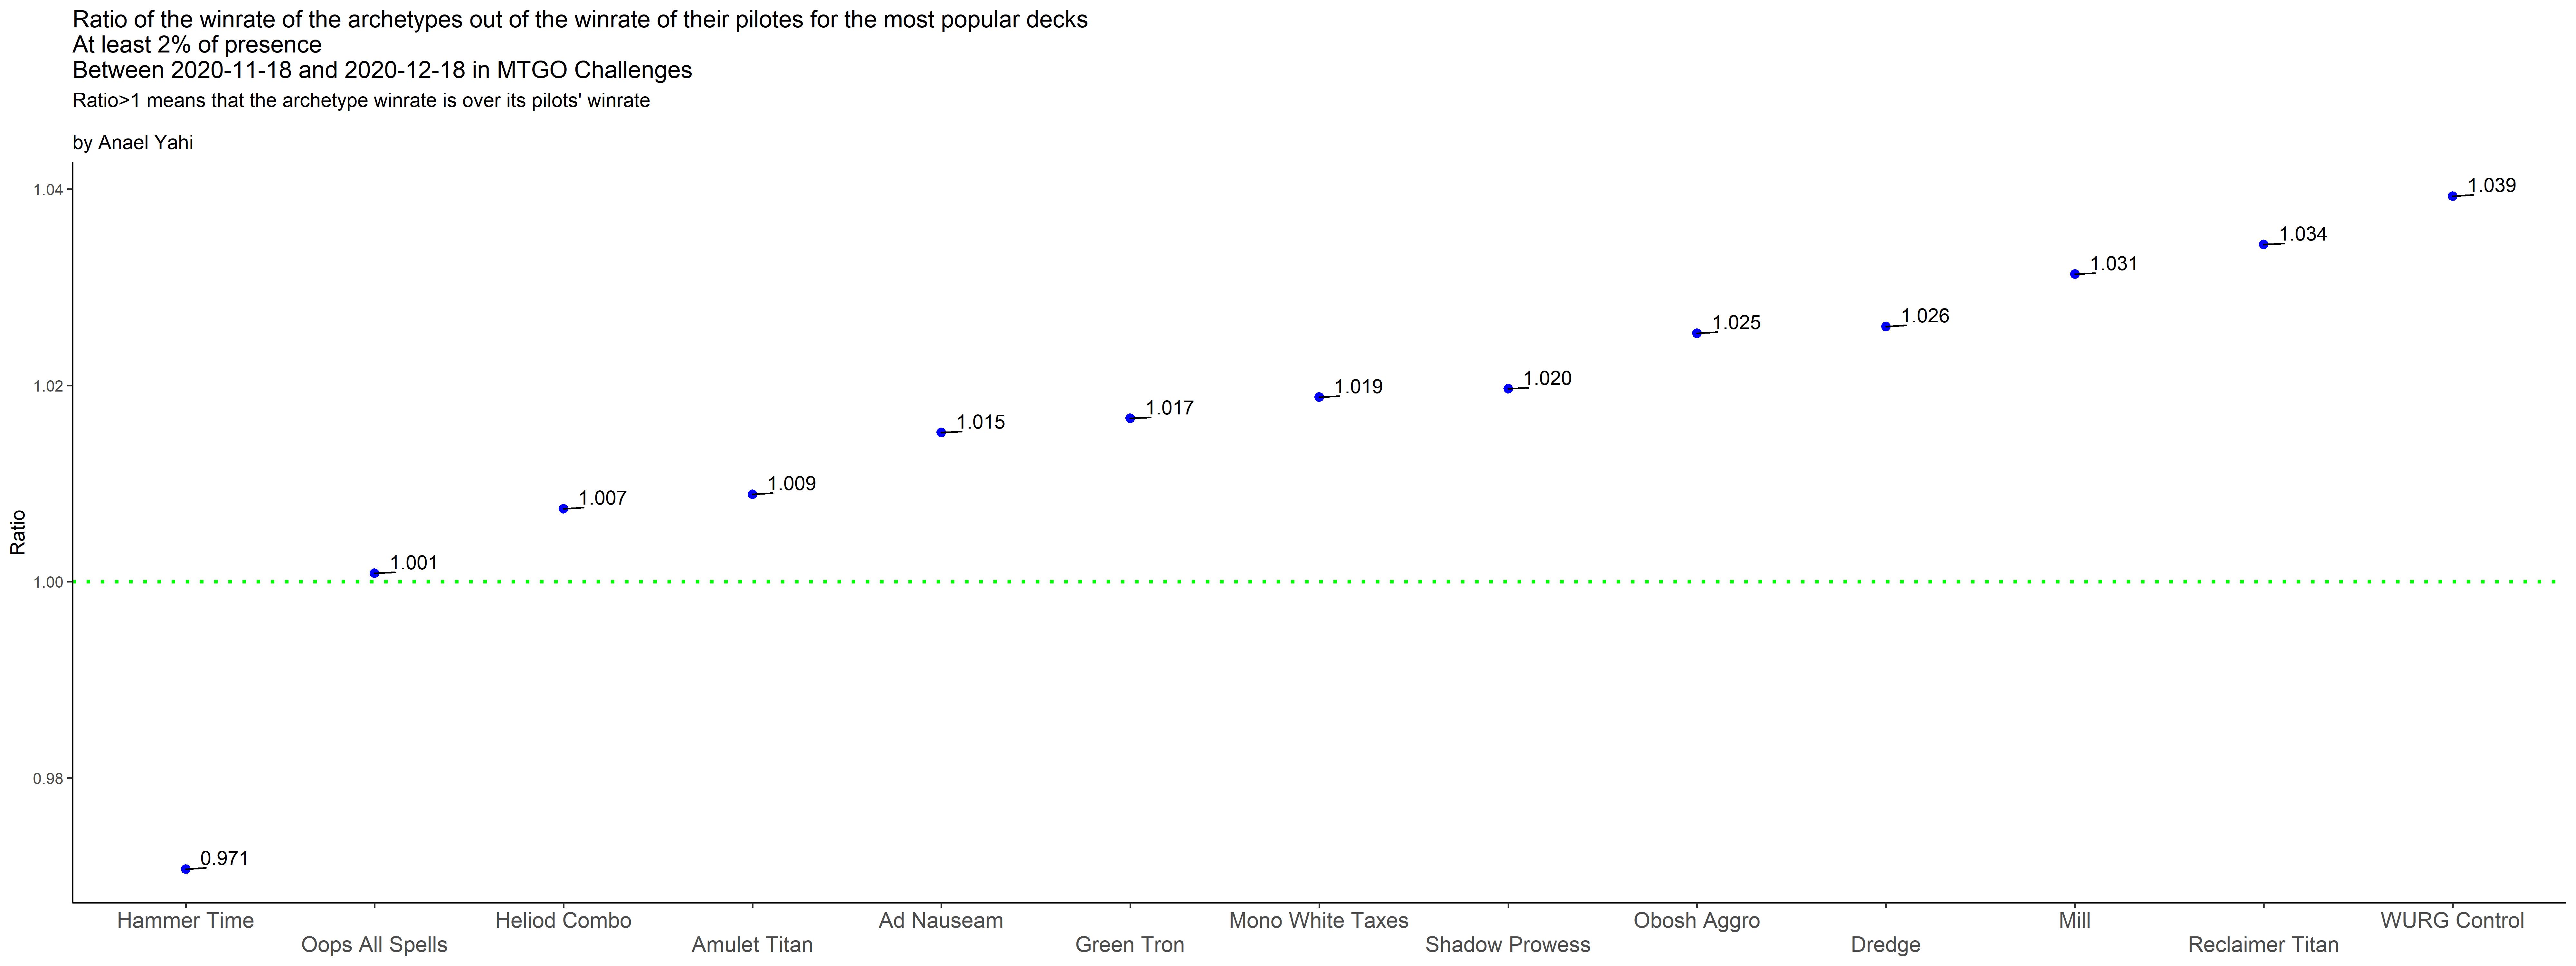 Ratio of the winrate of the archetypes out of the winrate of their pilotes for the most popular decks
At least 2% of presence
Between 2020-11-18 and 2020-12-18 in MTGO Challenges
Ratio>1 means that the archetype winrate is over its pilots' winrate
by Anael Yahi
Ratio
1.04
1.02
1.00
0.98
0.971
1.001
1.007
1.009
1.015
1.017
1.019
1.020
1.025
1.026
1.031
1.034
1.039
Hammer Time
Oops All Spells
Heliod Combo
Amulet Titan
Ad Nauseam
Green Tron
Mono White Taxes
Shadow Prowess
Obosh Aggro
Dredge
Mill
Reclaimer Titan
WURG Control